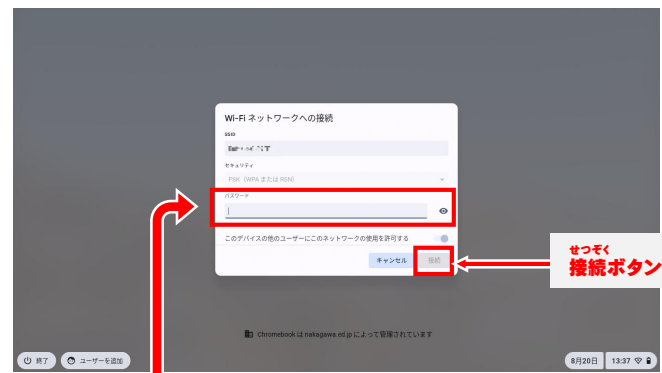 Wi-Fi ネットワークへの接続
SSID
セキュリティ
PSK（WPA または RSN）
パスワード
このデバイスの他のユーザーにこのネットワークの使用を許可する
キャンセル
接続
せつぞく
接続ボタン
Chromebook は nakagawa.ed.jp によって管理されています
終了
ユーザーを追加
8月20日
13:37